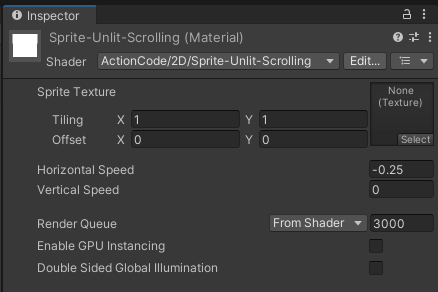 Inspector
Sprite-Unlit-Scrolling (Material)
Shader ActionCode/2D/Sprite-Unlit-Scrolling Edit...
Sprite Texture None
(Texture)
Tiling X 1 Y 1
Offset X 0 Y 0 Select
Horizontal Speed -0.25
Vertical Speed 0
Render Queue From Shader 3000
Enable GPU Instancing
Double Sided Global Illumination